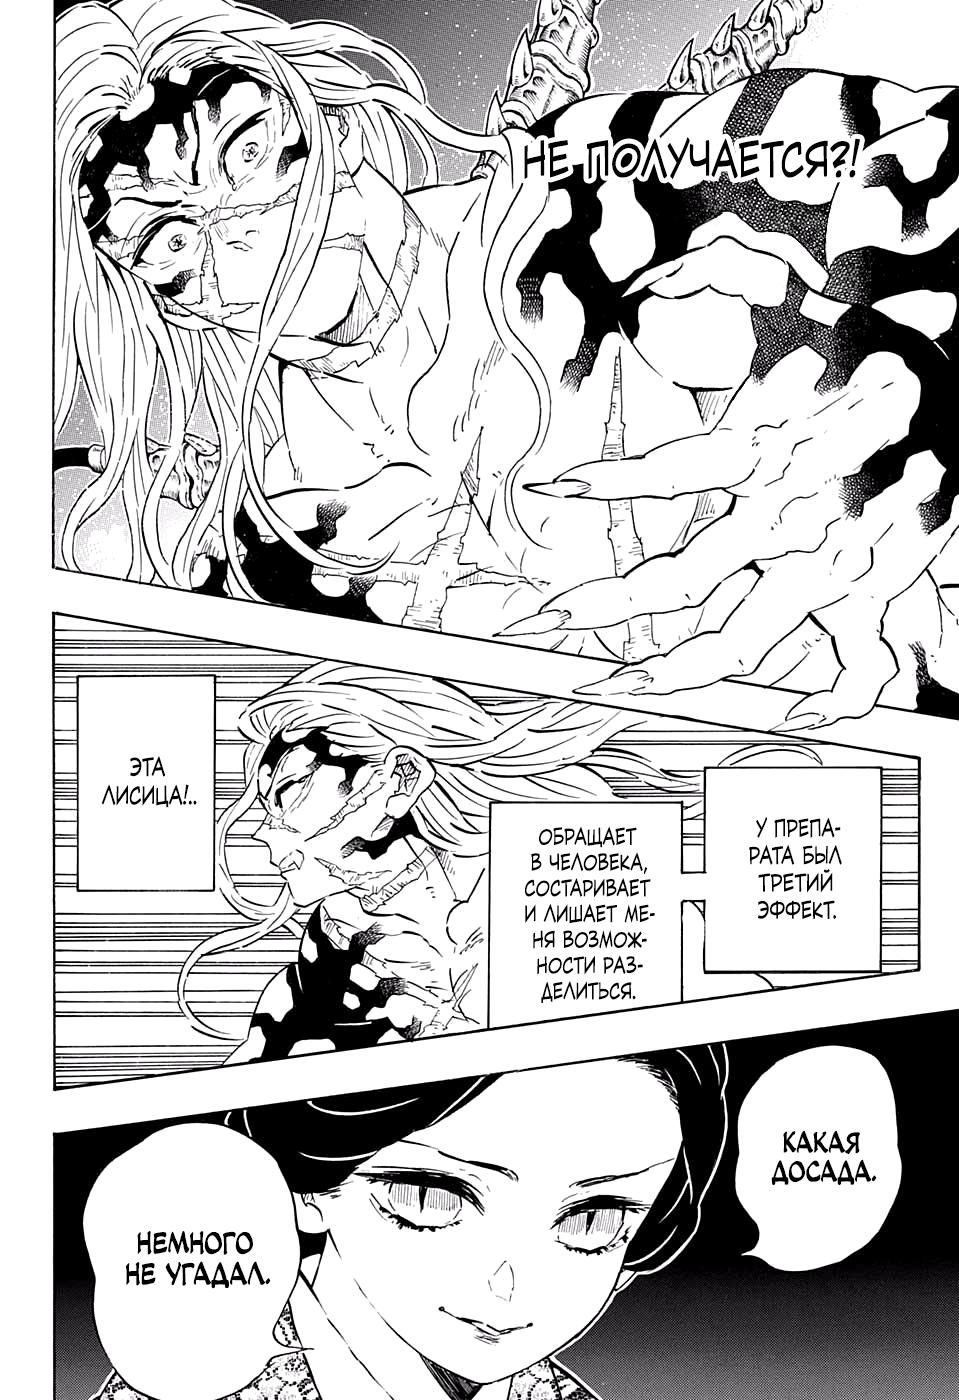 НЕ ПОЛУЧАЕТСЯ?!
У ПРЕПА-
РАТА БЫЛ
ТРЕТИЙ
ЭФФЕКТ.
ОБРАЩАЕТ
В ЧЕЛОВЕКА,
СОСТАРИВАЕТ
И ЛИШАЕТ МЕ-
НЯ ВОЗМОЖ-
НОСТИ РАЗ-
ДЕЛИТЬСЯ.
ЭТА
ЛИСИЦА!..
КАКАЯ
ДОСАДА.
НЕМНОГО
НЕ УГАДАЛ.